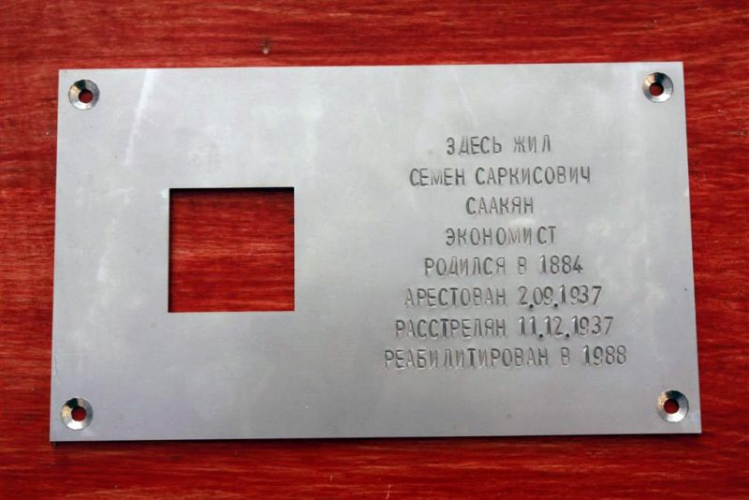 ЗДЕСЬ ЖИЛ
СЕМЕН САРКИСОВИЧ
СААКЯН
ЭКОНОМИСТ
РОДИЛСЯ В 1884
АРЕСТОВАН 2.09.1937
РАССТРЕЛЯН 11.12.1937
РЕАБИЛИТИРОВАН В 1988